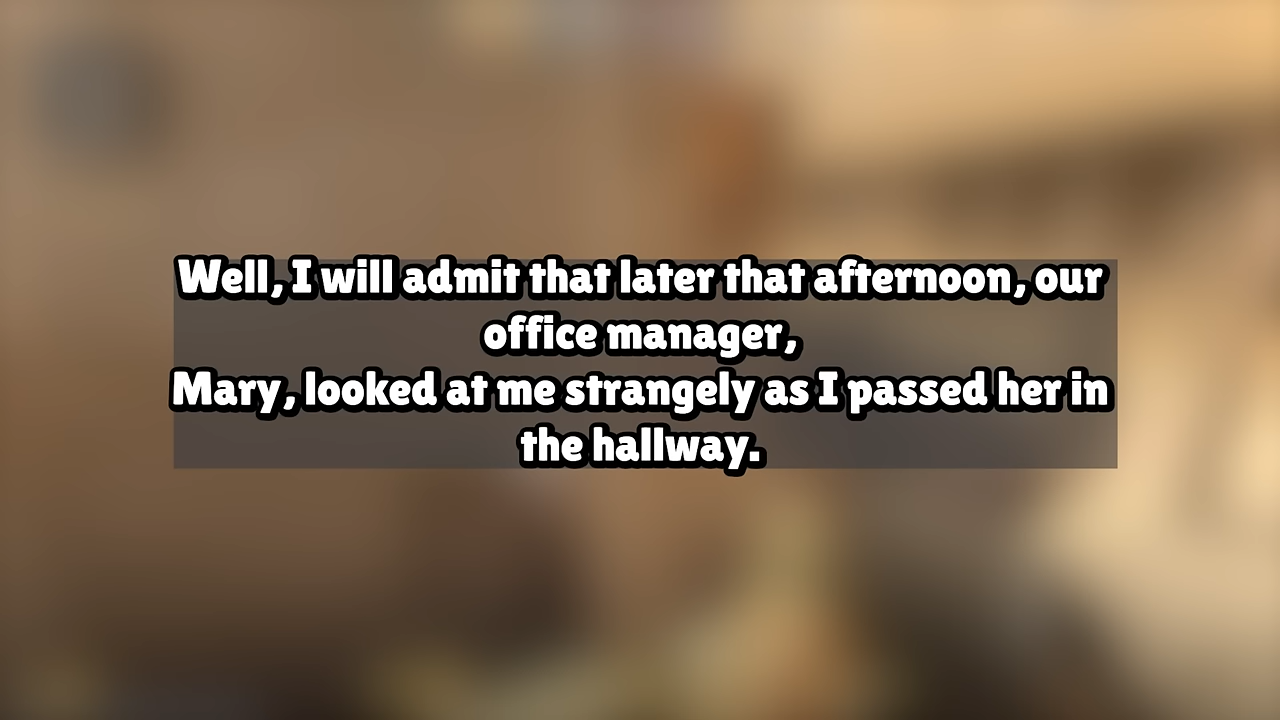 Well, I will admit that later that afternoon, our
office manager,
Mary, looked at me strangely as I passed her in
the hallway.